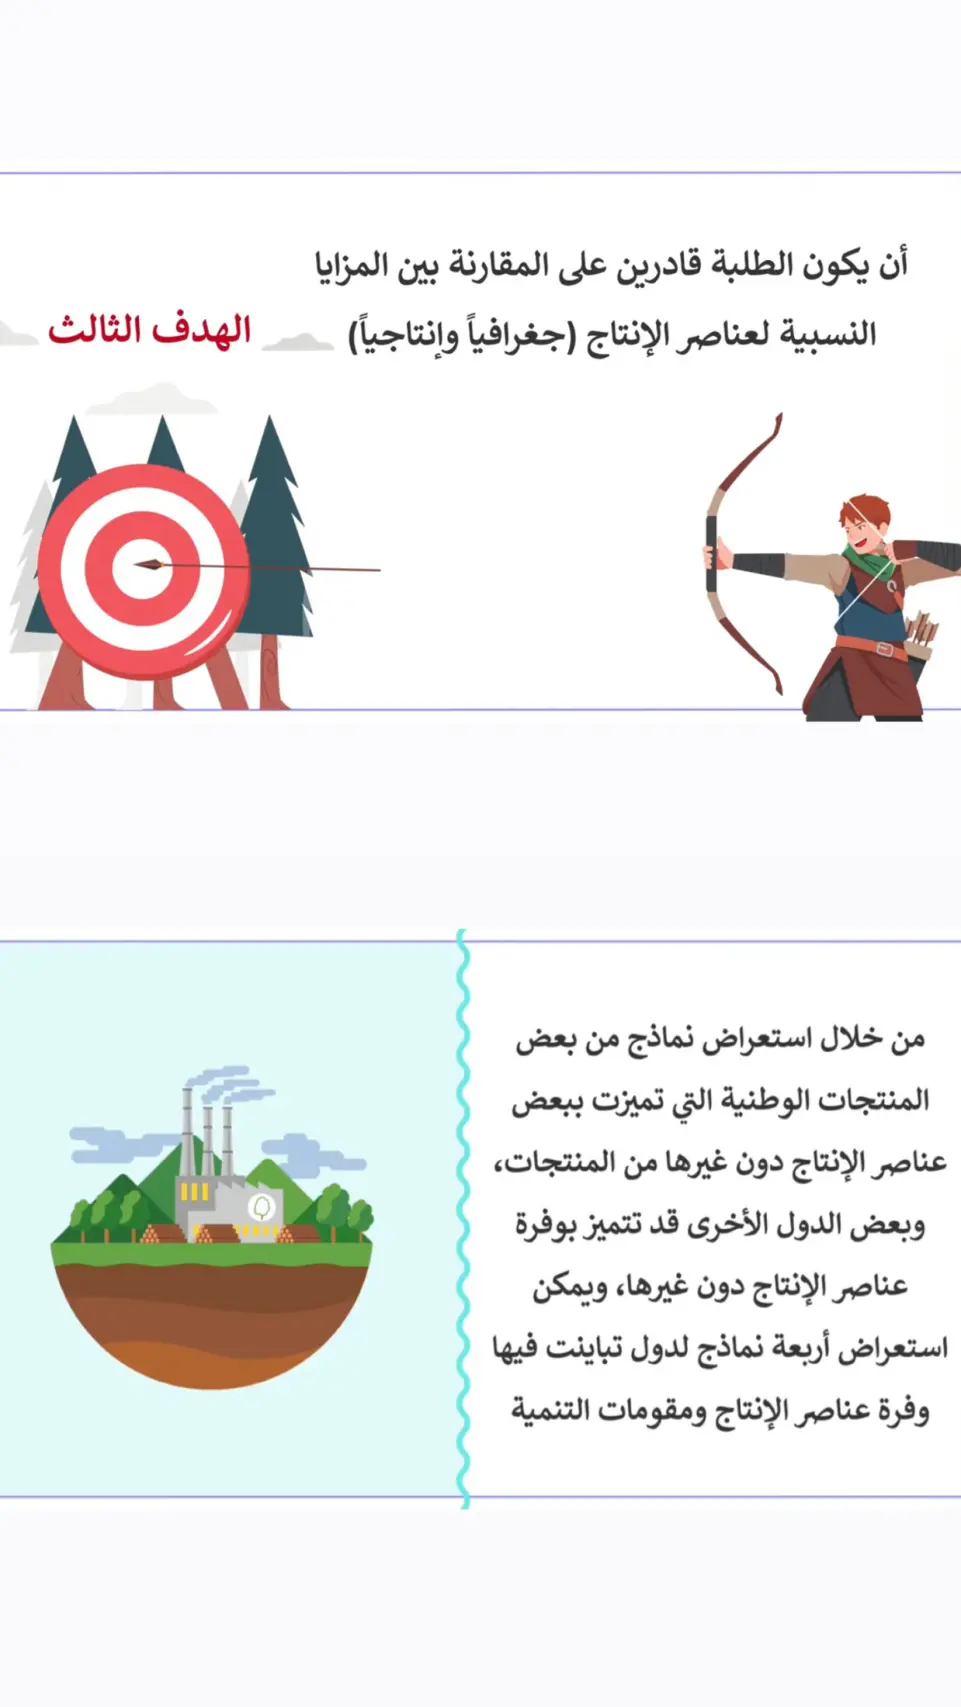 أن يكون الطلبة قادرين على المقارنة بين المزايا
النسبية لعناصر الإنتاج (جغرافياً وإنتاجياً)
الهدف الثالث
من خلال استعراض نماذج من بعض
المنتجات الوطنية التي تميزت ببعض
عناصر الإنتاج دون غيرها من المنتجات،
وبعض الدول الأخرى قد تتميز بوفرة
عناصر الإنتاج دون غيرها، ويمكن
استعراض أربعة نماذج لدول تباينت فيها
وفرة عناصر الإنتاج ومقومات التنمية